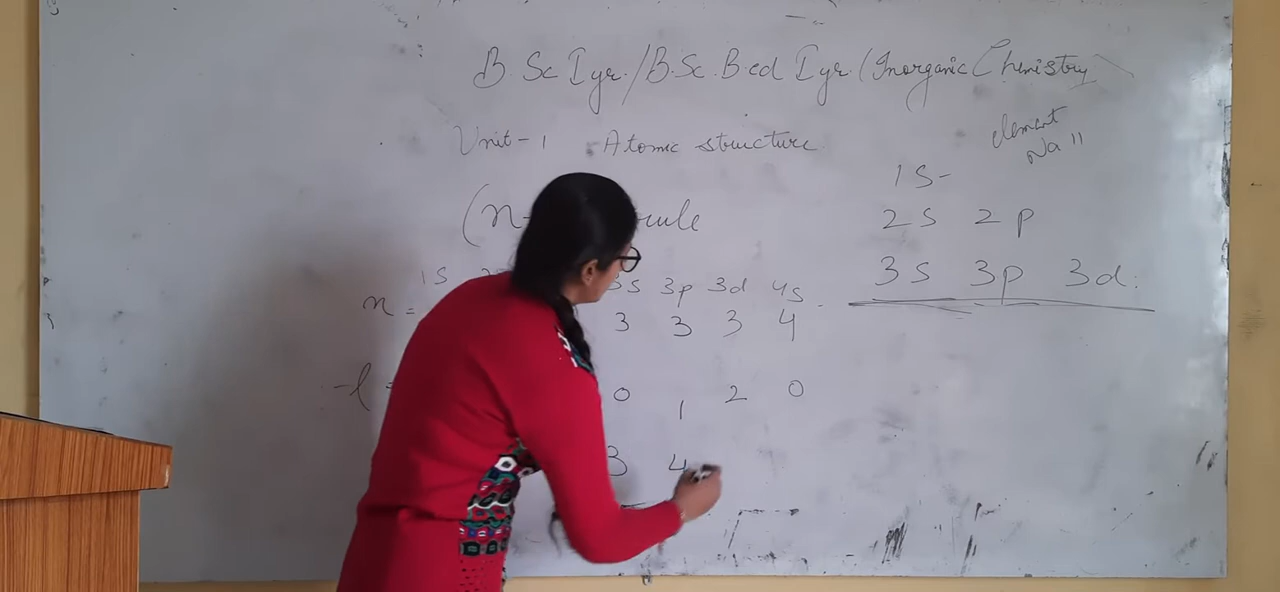 B.Sc I yr./B.Sc.B.ed I yr.(Inorganic Chemistry)
Unit-1 Atomic structure
element
Na 11
1S-
2S 2p
3S 3p 3d.
(n rule
1S 3S 3p 3d 4s
n = 3 3 3 4
l 0 1 2 0
3 4